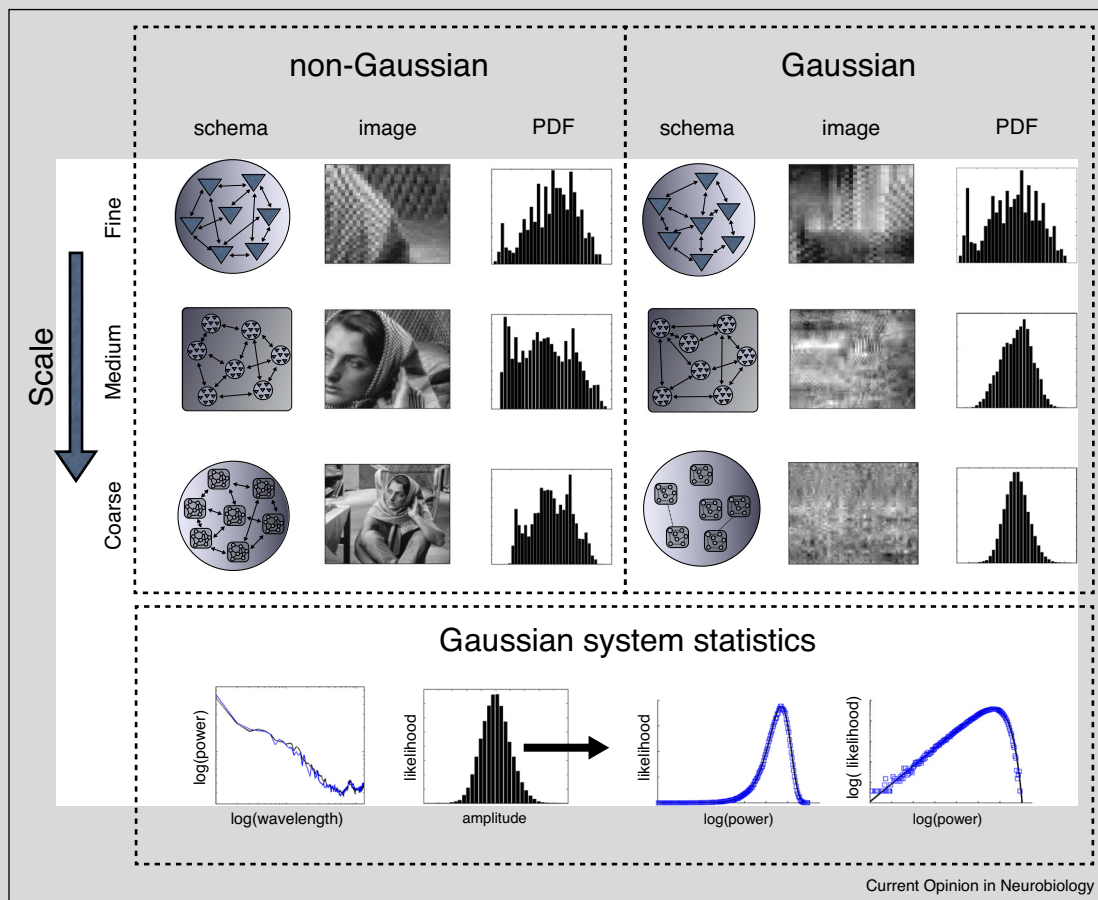 non-Gaussian
Gaussian
schema
image
PDF
schema
image
PDF
Scale
Fine
Medium
Coarse
Gaussian system statistics
log(power)
log(wavelength)
likelihood
amplitude
likelihood
log(power)
log( likelihood)
log(power)
Current Opinion in Neurobiology